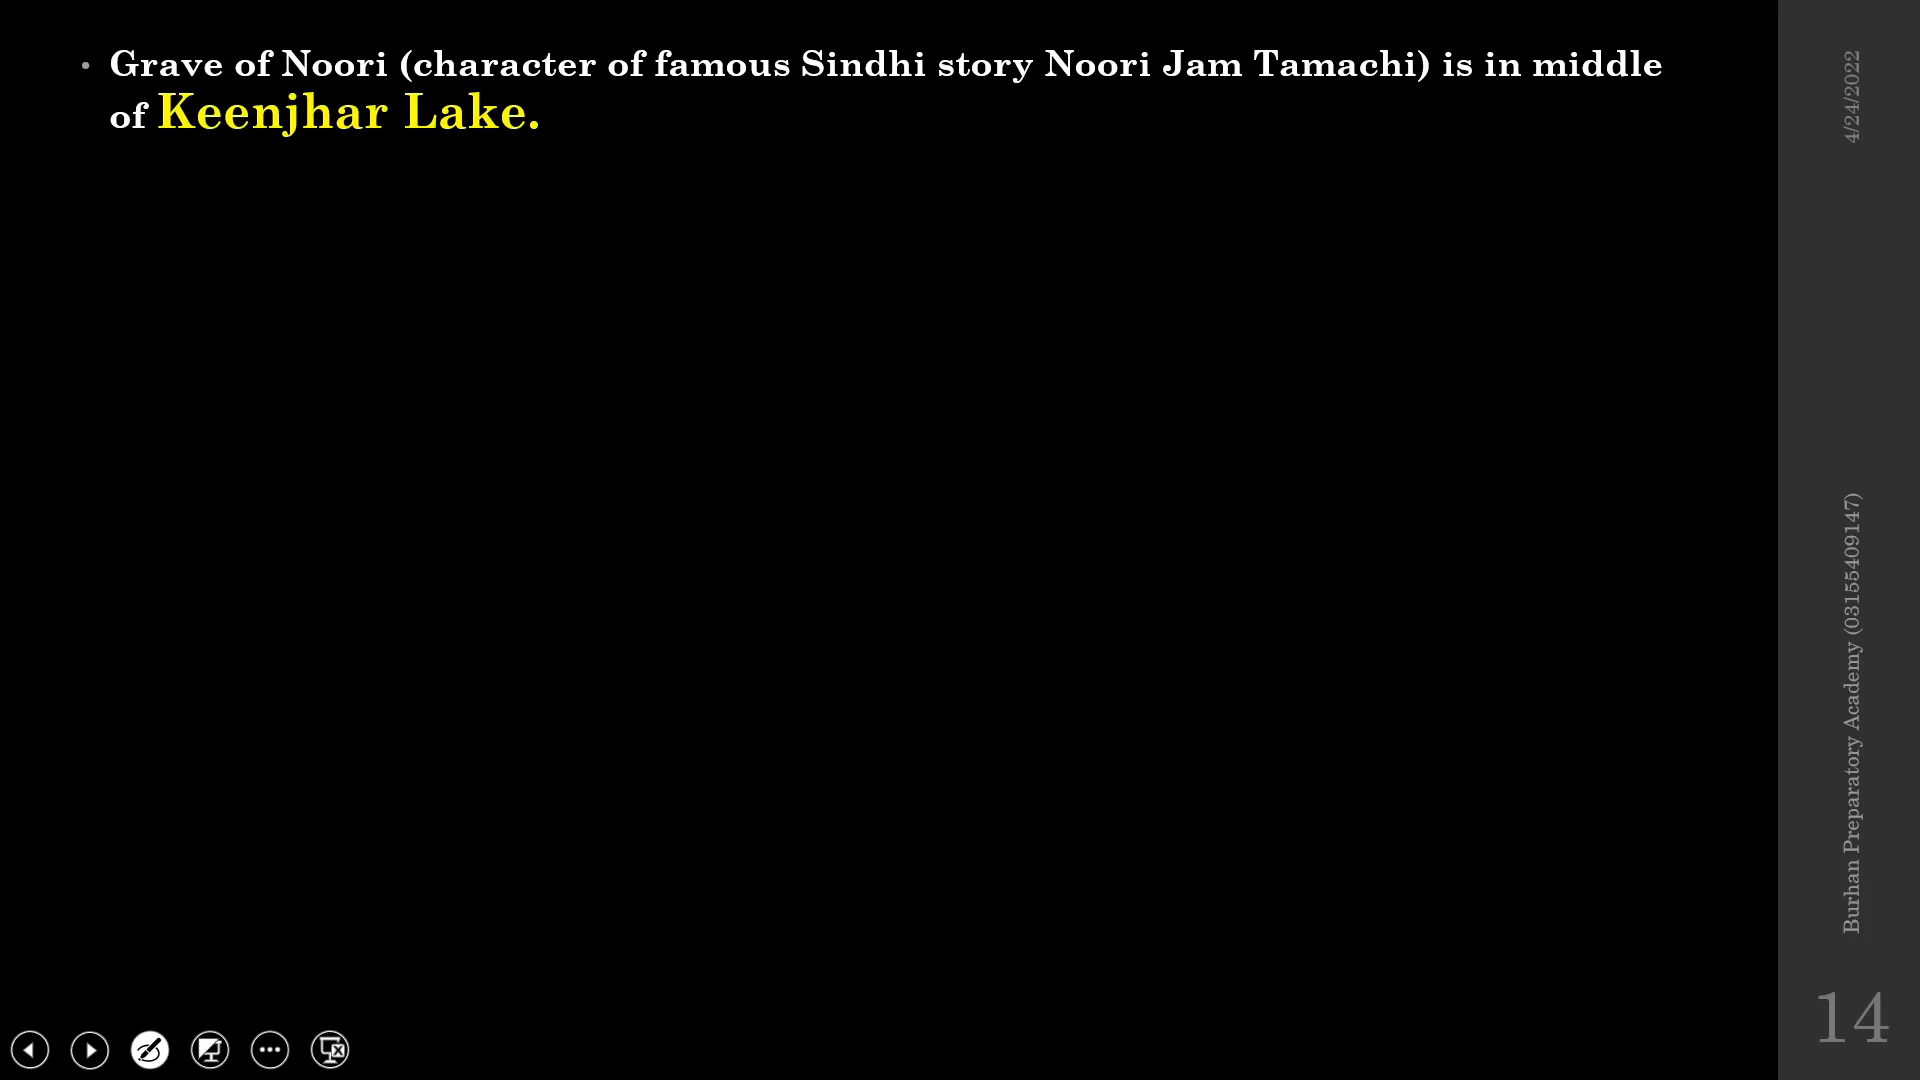 • Grave of Noori (character of famous Sindhi story Noori Jam Tamachi) is in middle
of Keenjhar Lake.
4/24/2022
Burhan Preparatory Academy (03155409147)
14